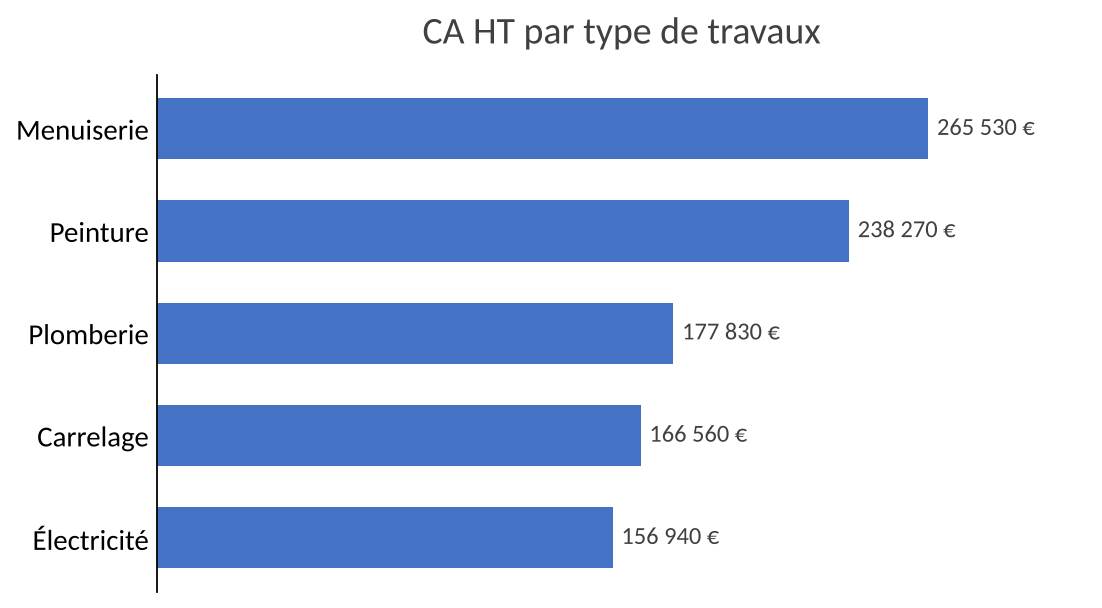 CA HT par type de travaux
Menuiserie 265 530 €
Peinture 238 270 €
Plomberie 177 830 €
Carrelage 166 560 €
Électricité 156 940 €